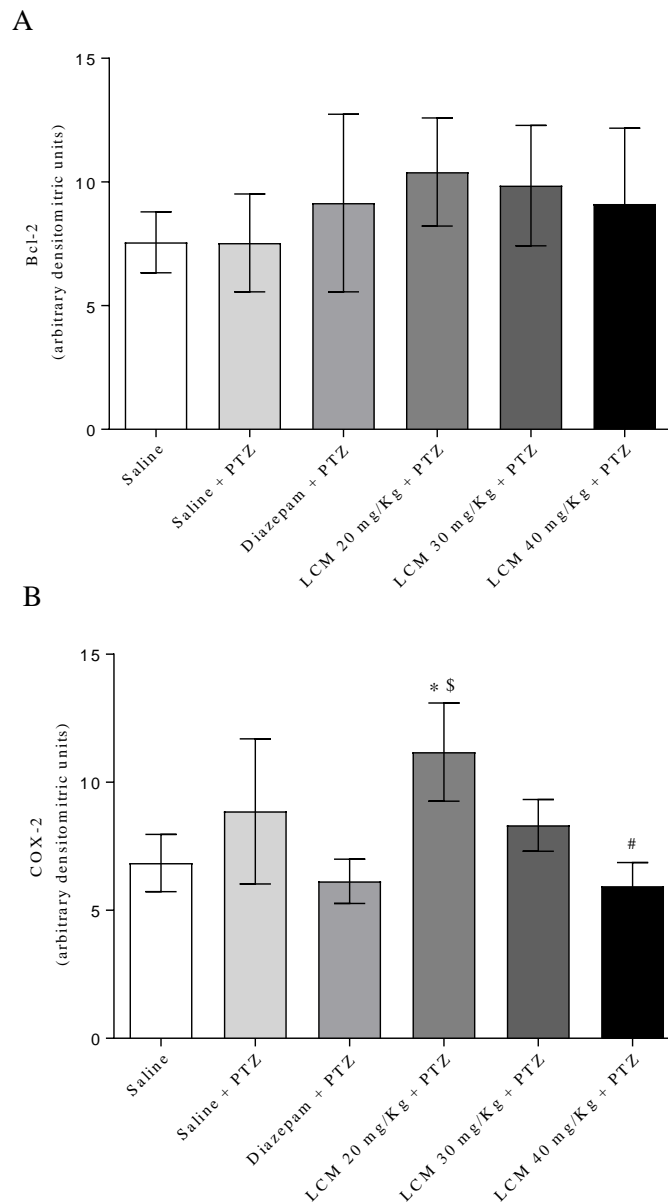 A
15
10
5
0
Bcl-2
(arbitrary densitomitric units)
Saline
Saline + PTZ
Diazepam + PTZ
LCM 20 mg/Kg + PTZ
LCM 30 mg/Kg + PTZ
LCM 40 mg/Kg + PTZ
B
15
10
5
0
COX-2
(arbitrary densitomitric units)
* $
#
Saline
Saline + PTZ
Diazepam + PTZ
LCM 20 mg/Kg + PTZ
LCM 30 mg/Kg + PTZ
LCM 40 mg/Kg + PTZ